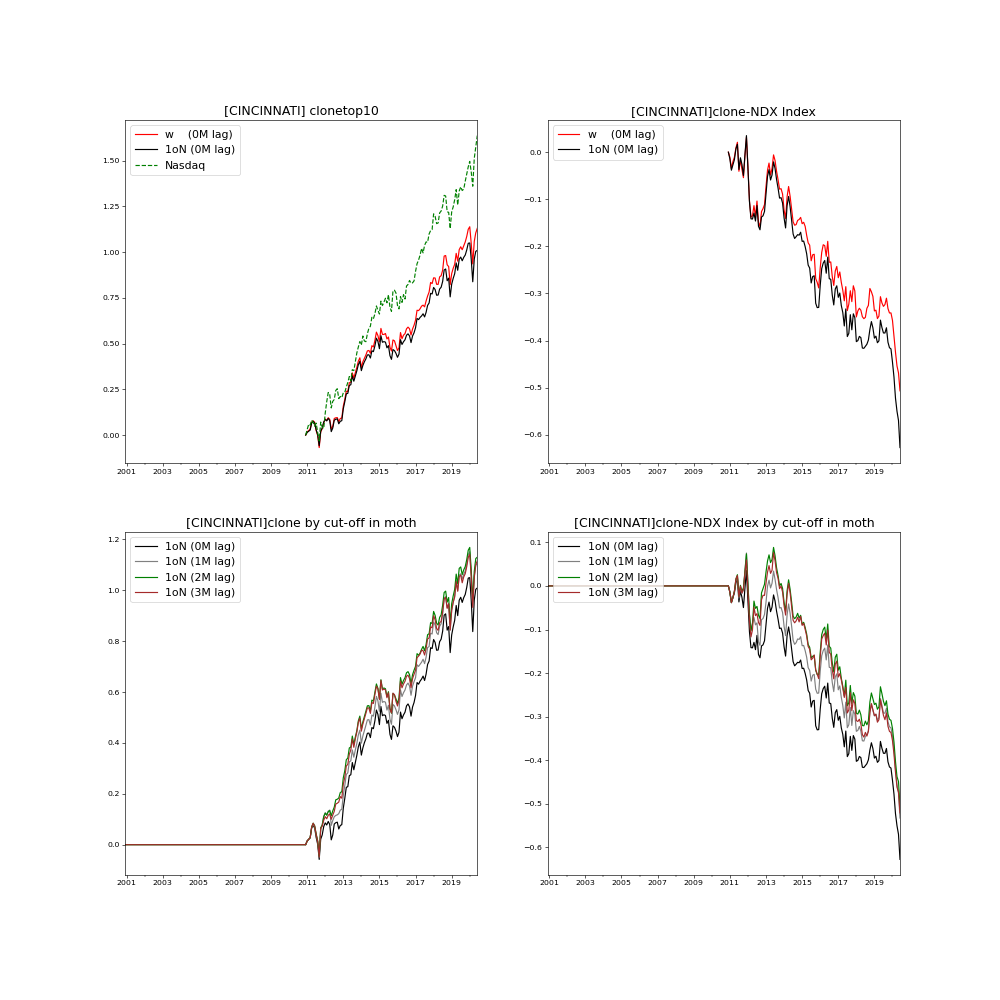 [CINCINNATI] clonetop10
w (0M lag)
1oN (0M lag)
Nasdaq
1.50
1.25
1.00
0.75
0.50
0.25
0.00
2001 2003 2005 2007 2009 2011 2013 2015 2017 2019
[CINCINNATI]clone-NDX Index
w (0M lag)
1oN (0M lag)
0.0
−0.1
−0.2
−0.3
−0.4
−0.5
−0.6
2001 2003 2005 2007 2009 2011 2013 2015 2017 2019
[CINCINNATI]clone by cut-off in moth
1oN (0M lag)
1oN (1M lag)
1oN (2M lag)
1oN (3M lag)
1.2
1.0
0.8
0.6
0.4
0.2
0.0
2001 2003 2005 2007 2009 2011 2013 2015 2017 2019
[CINCINNATI]clone-NDX Index by cut-off in moth
1oN (0M lag)
1oN (1M lag)
1oN (2M lag)
1oN (3M lag)
0.1
0.0
−0.1
−0.2
−0.3
−0.4
−0.5
−0.6
2001 2003 2005 2007 2009 2011 2013 2015 2017 2019